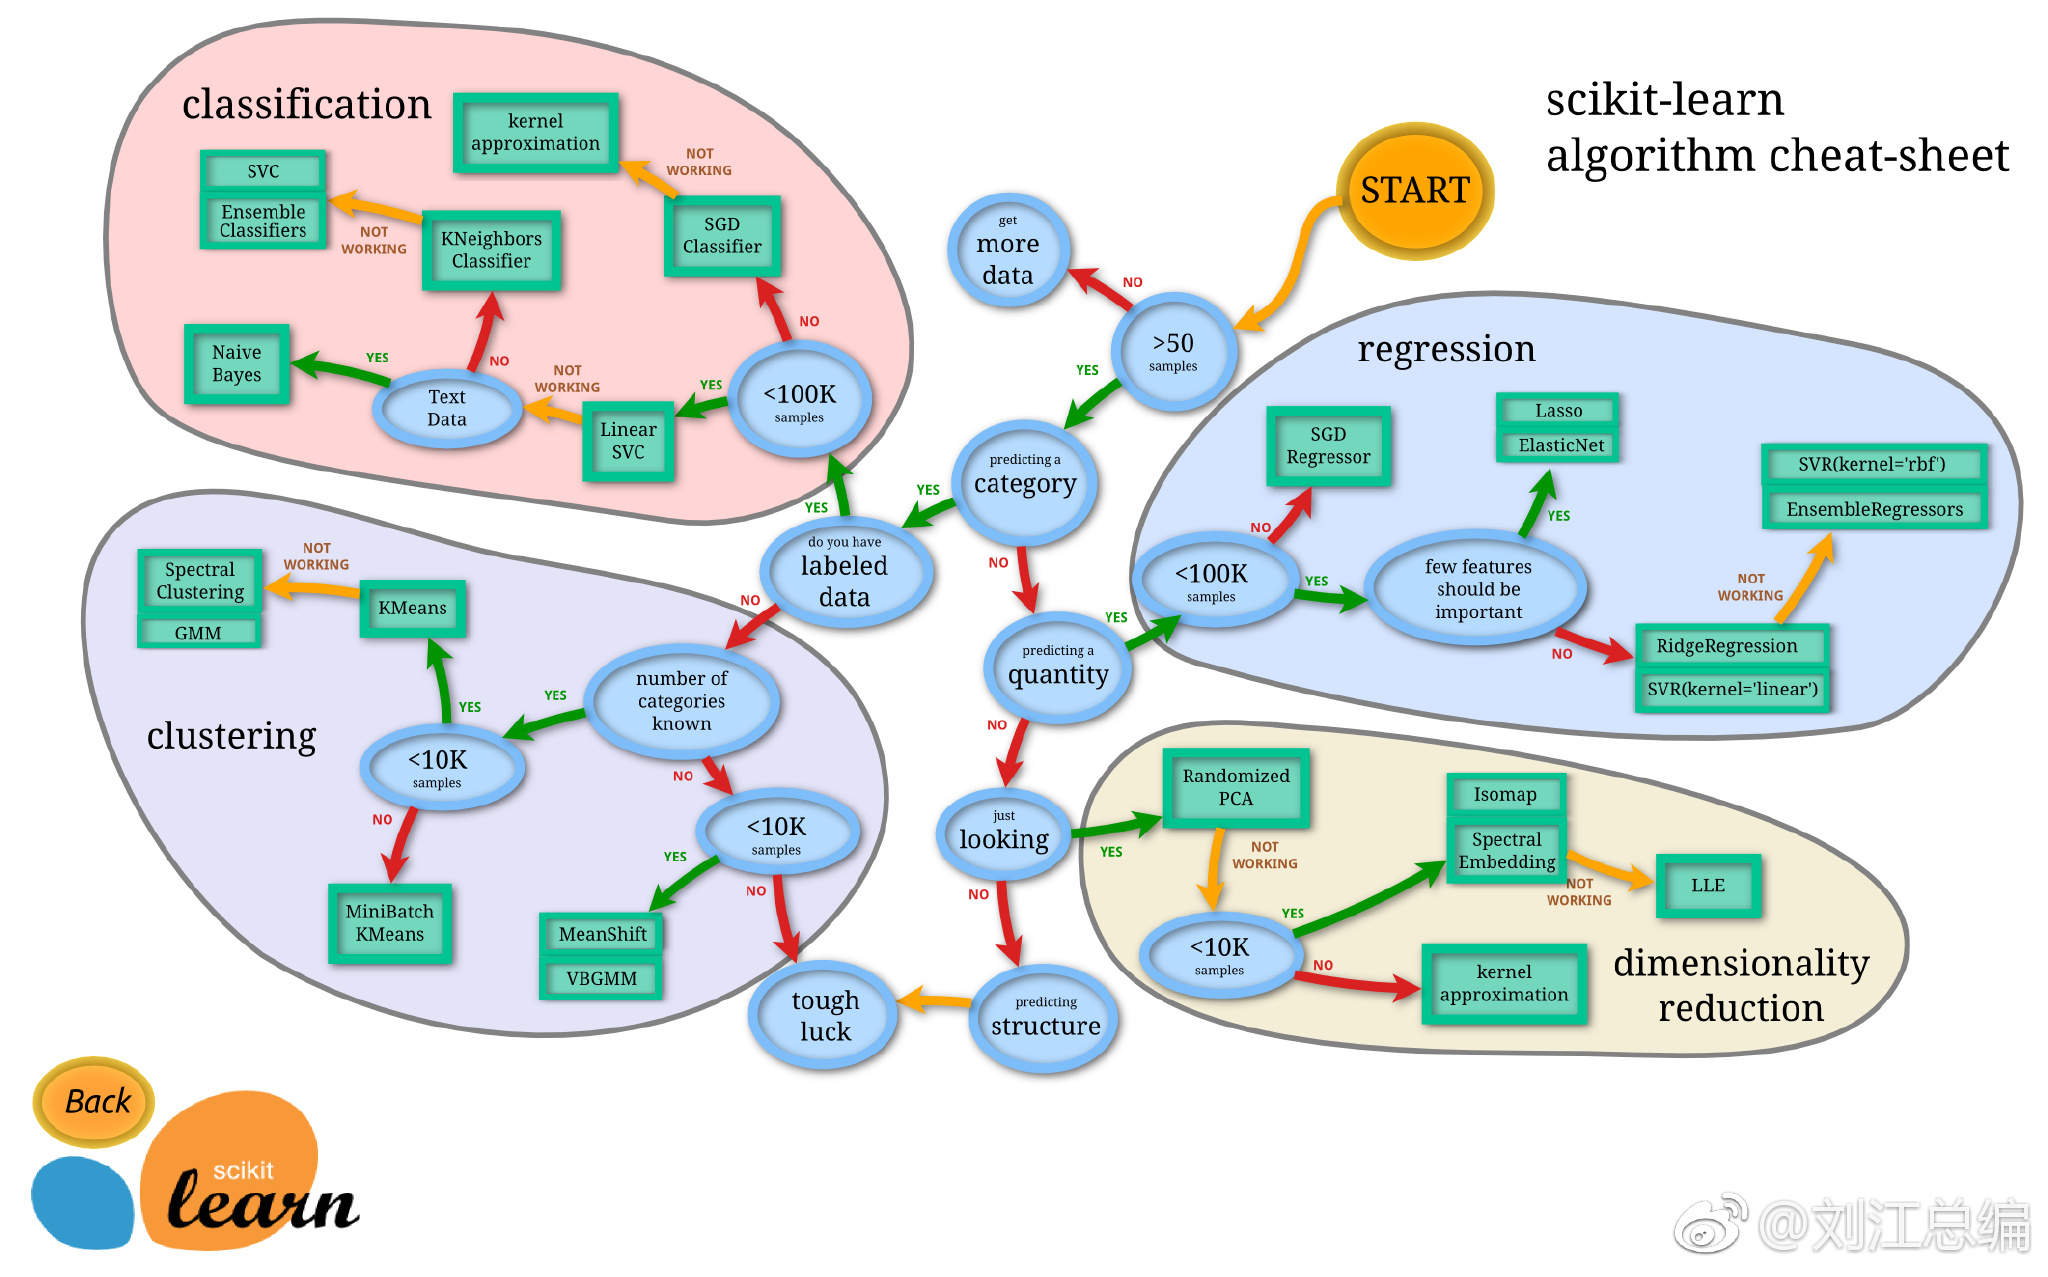 scikit-learn
algorithm cheat-sheet
START
classification
kernel
approximation
NOT
WORKING
SVC
Ensemble
Classifiers
NOT
WORKING
KNeighbors
Classifier
SGD
Classifier
NO
Naive
Bayes
YES
NO
Text
Data
NOT
WORKING
Linear
SVC
YES
<100K
samples
get
more
data
NO
>50
samples
YES
predicting a
category
YES
NO
do you have
labeled
data
YES
NO
predicting a
quantity
YES
NO
just
looking
YES
NO
predicting
structure
tough
luck
regression
SGD
Regressor
NO
<100K
samples
YES
Lasso
ElasticNet
YES
few features
should be
important
NO
SVR(kernel='rbf')
EnsembleRegressors
NOT
WORKING
RidgeRegression
SVR(kernel='linear')
clustering
Spectral
Clustering
GMM
NOT
WORKING
KMeans
YES
<10K
samples
NO
MiniBatch
KMeans
YES
number of
categories
known
NO
<10K
samples
YES
NO
MeanShift
VBGMM
dimensionality
reduction
Randomized
PCA
NOT
WORKING
<10K
samples
YES
NO
Isomap
Spectral
Embedding
NOT
WORKING
LLE
kernel
approximation
Back
scikit
learn
@刘江总编